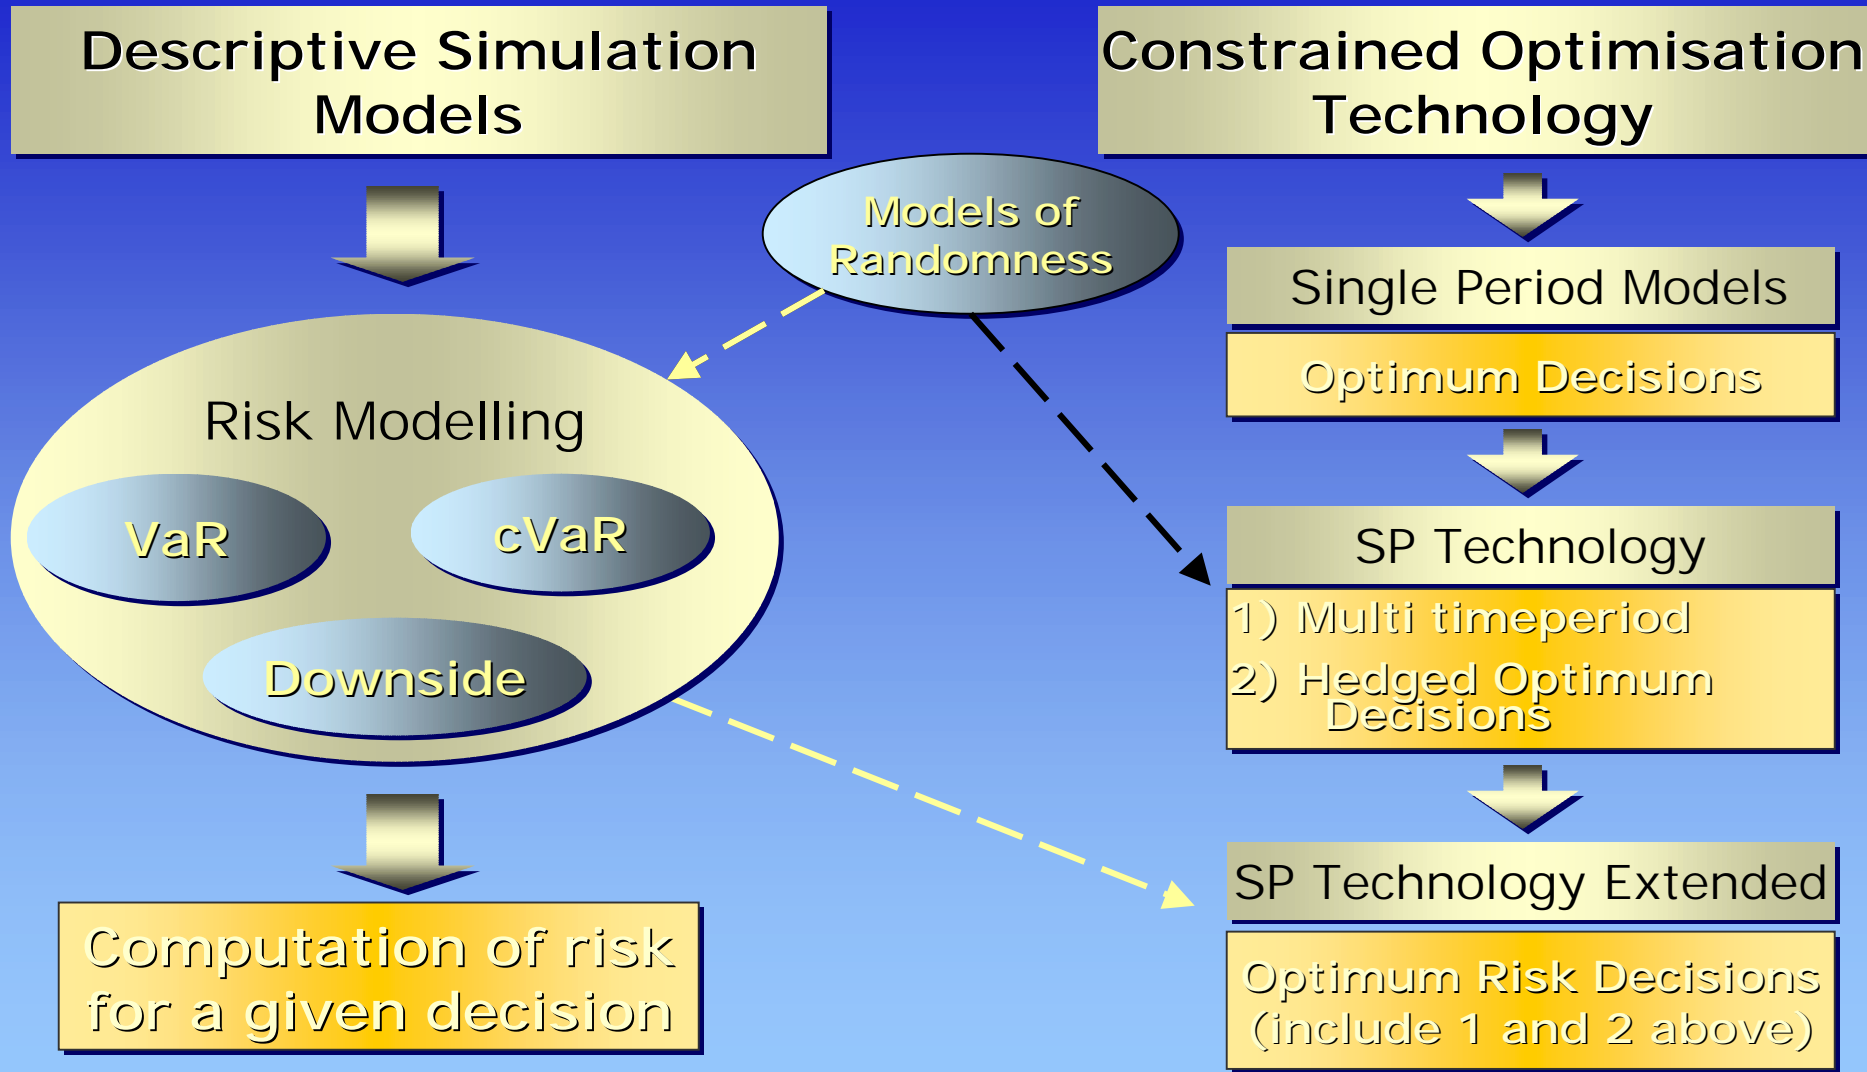 Descriptive Simulation
Models
Constrained Optimisation
Technology
Models of
Randomness
Single Period Models
Optimum Decisions
Risk Modelling
VaR
cVaR
Downside
SP Technology
1) Multi timeperiod
2) Hedged Optimum
Decisions
SP Technology Extended
Optimum Risk Decisions
(include 1 and 2 above)
Computation of risk
for a given decision